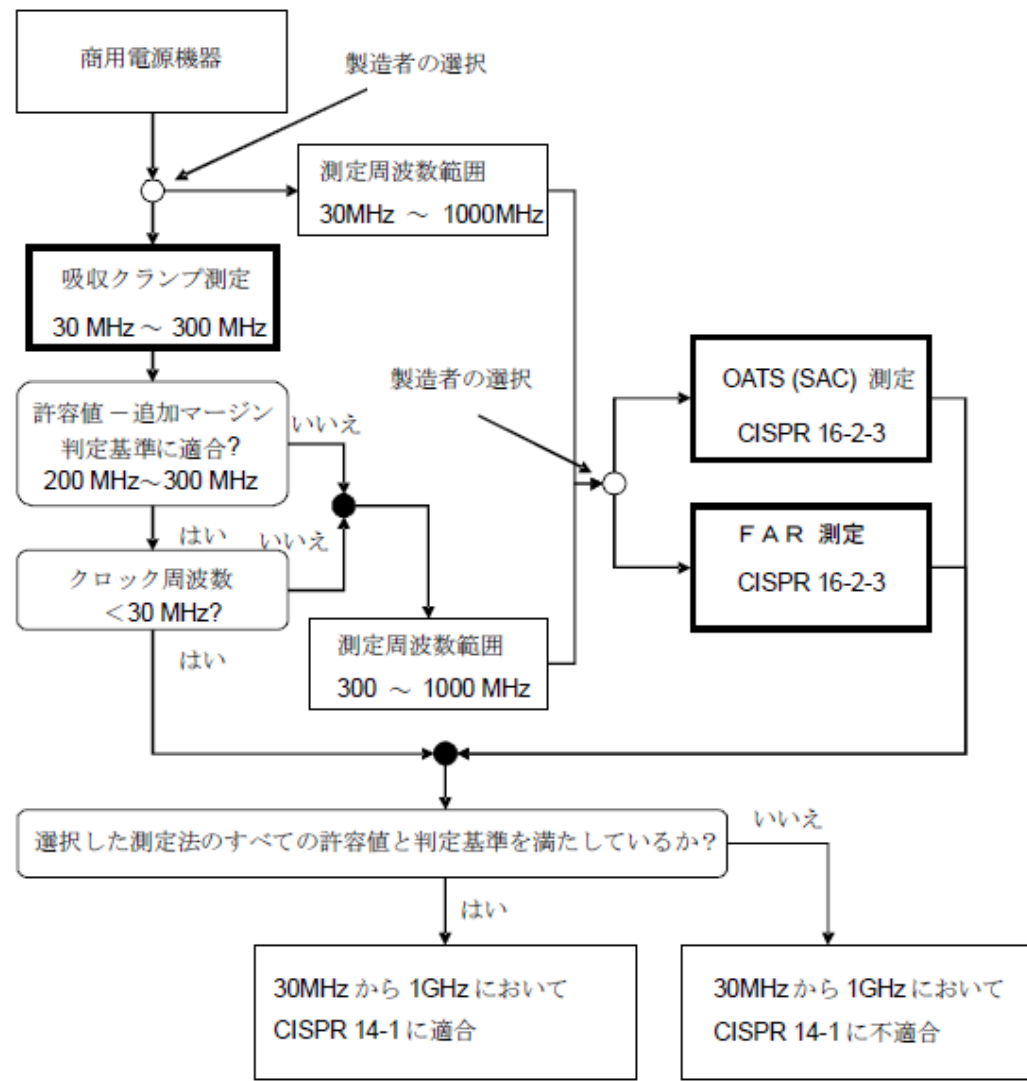 商用電源機器
製造者の選択
測定周波数範囲
30MHz ～ 1000MHz
吸収クランプ測定
30 MHz～ 300 MHz
製造者の選択
OATS (SAC) 測定
CISPR 16-2-3
許容値－追加マージン
判定基準に適合?
200 MHz～300 MHz
いいえ
はい
いいえ
ＦＡＲ 測定
CISPR 16-2-3
クロック周波数
＜30 MHz?
はい
測定周波数範囲
300 ～ 1000 MHz
選択した測定法のすべての許容値と判定基準を満たしているか？
いいえ
はい
30MHz から 1GHz において
CISPR 14-1 に適合
30MHz から 1GHz において
CISPR 14-1 に不適合